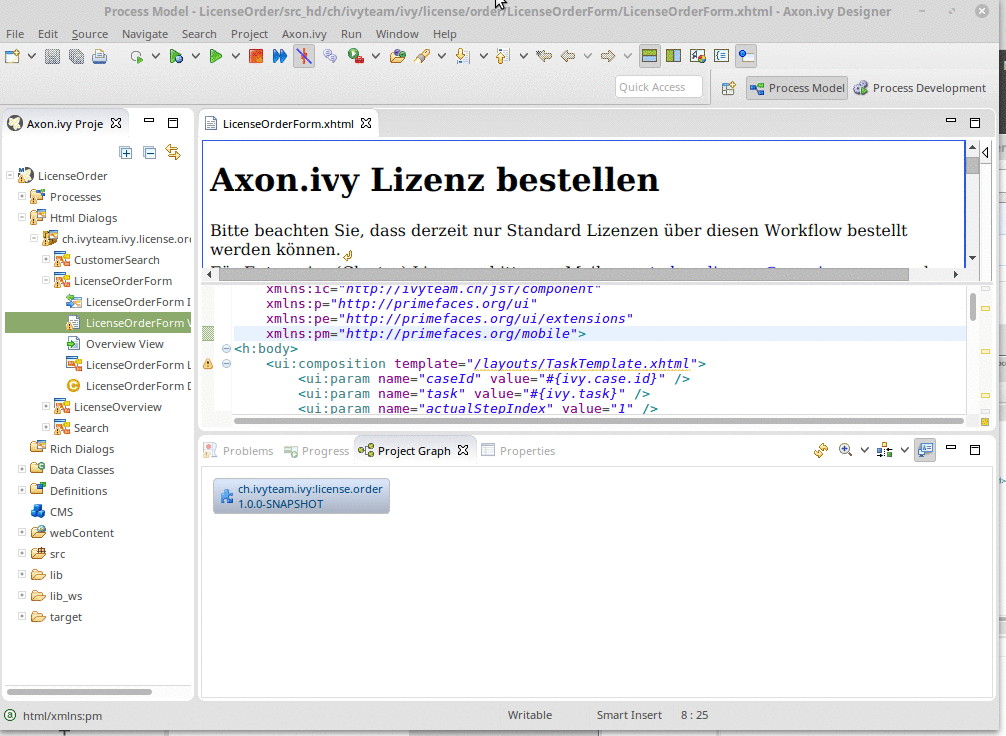 Process Model - LicenseOrder/src_hd/ch/ivyteam/ivy/license/order/LicenseOrderForm/LicenseOrderForm.xhtml - Axon.ivy Designer
File Edit Source Navigate Search Project Axon.ivy Run Window Help
Quick Access
Process Model
Process Development
Axon.ivy Proje
LicenseOrder
Processes
Html Dialogs
ch.ivyteam.ivy.license.or
CustomerSearch
LicenseOrderForm
LicenseOrderForm I
LicenseOrderForm V
Overview View
LicenseOrderForm L
LicenseOrderForm D
LicenseOverview
Search
Rich Dialogs
Data Classes
Definitions
CMS
webContent
src
lib
lib_ws
target
LicenseOrderForm.xhtml
Axon.ivy Lizenz bestellen
Bitte beachten Sie, dass derzeit nur Standard Lizenzen über diesen Workflow bestellt
werden können.
xmlns:ic="http://ivyteam.ch/jsf/component"
xmlns:p="http://primefaces.org/ui"
xmlns:pe="http://primefaces.org/ui/extensions"
xmlns:pm="http://primefaces.org/mobile">
<h:body>
<ui:composition template="/layouts/TaskTemplate.xhtml">
<ui:param name="caseId" value="#{ivy.case.id}" />
<ui:param name="task" value="#{ivy.task}" />
<ui:param name="actualStepIndex" value="1" />
Problems Progress Project Graph Properties
ch.ivyteam.ivy:license.order
1.0.0-SNAPSHOT
html/xmlns:pm
Writable
Smart Insert
8 : 25